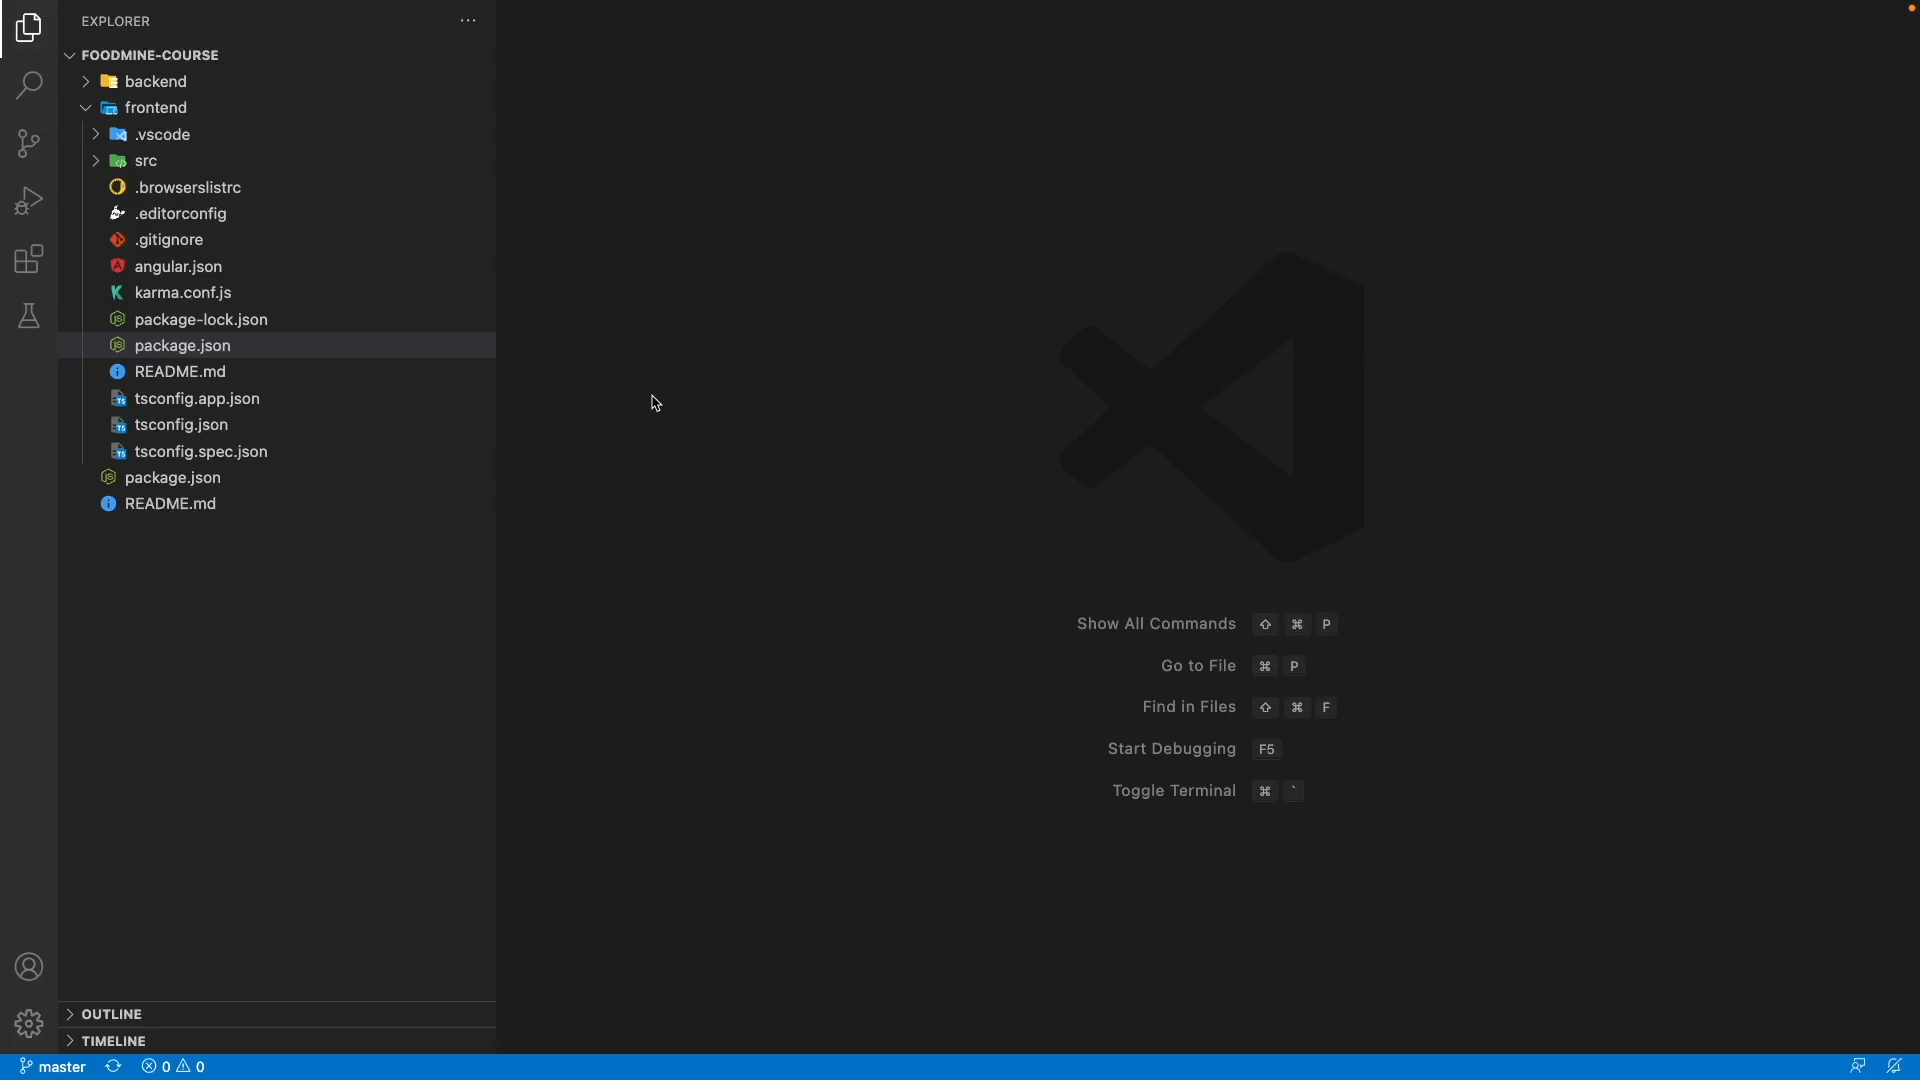 EXPLORER
FOODMINE-COURSE
backend
frontend
.vscode
src
.browserslistrc
.editorconfig
.gitignore
angular.json
karma.conf.js
package-lock.json
package.json
README.md
tsconfig.app.json
tsconfig.json
tsconfig.spec.json
package.json
README.md
Show All Commands ⇧ ⌘ P
Go to File ⌘ P
Find in Files ⇧ ⌘ F
Start Debugging F5
Toggle Terminal ⌘ `
OUTLINE
TIMELINE
master 0 0